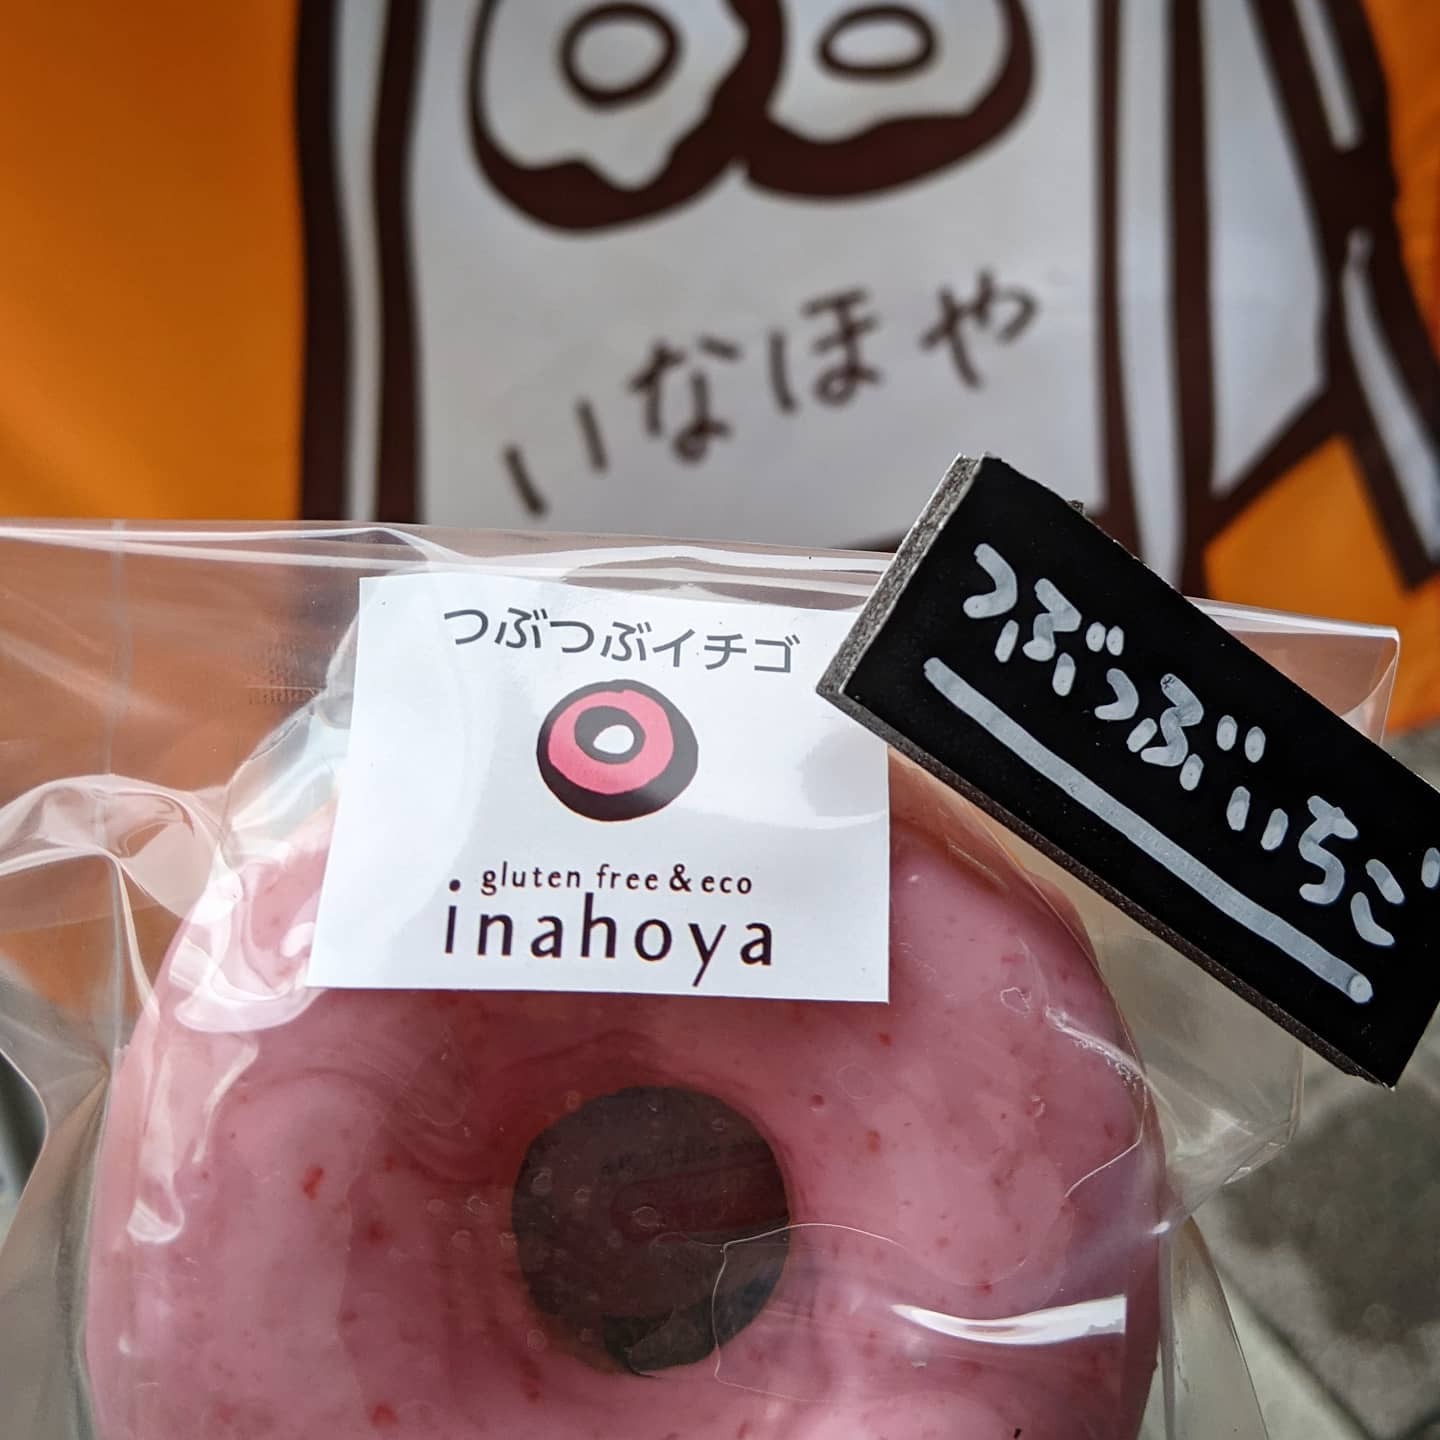 いなほや
つぶつぶイチゴ
gluten free & eco
inahoya
つぶつぶいちご